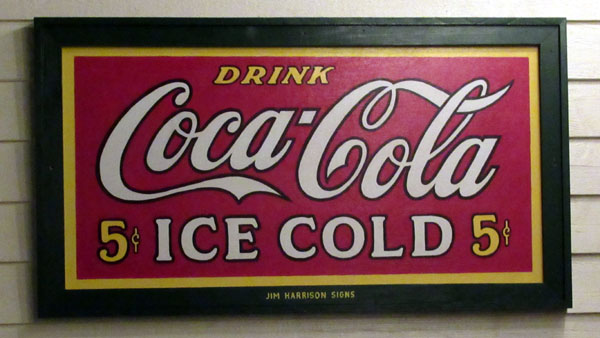 DRINK
Coca-Cola
5¢ ICE COLD 5¢
JIM HARRISON SIGNS